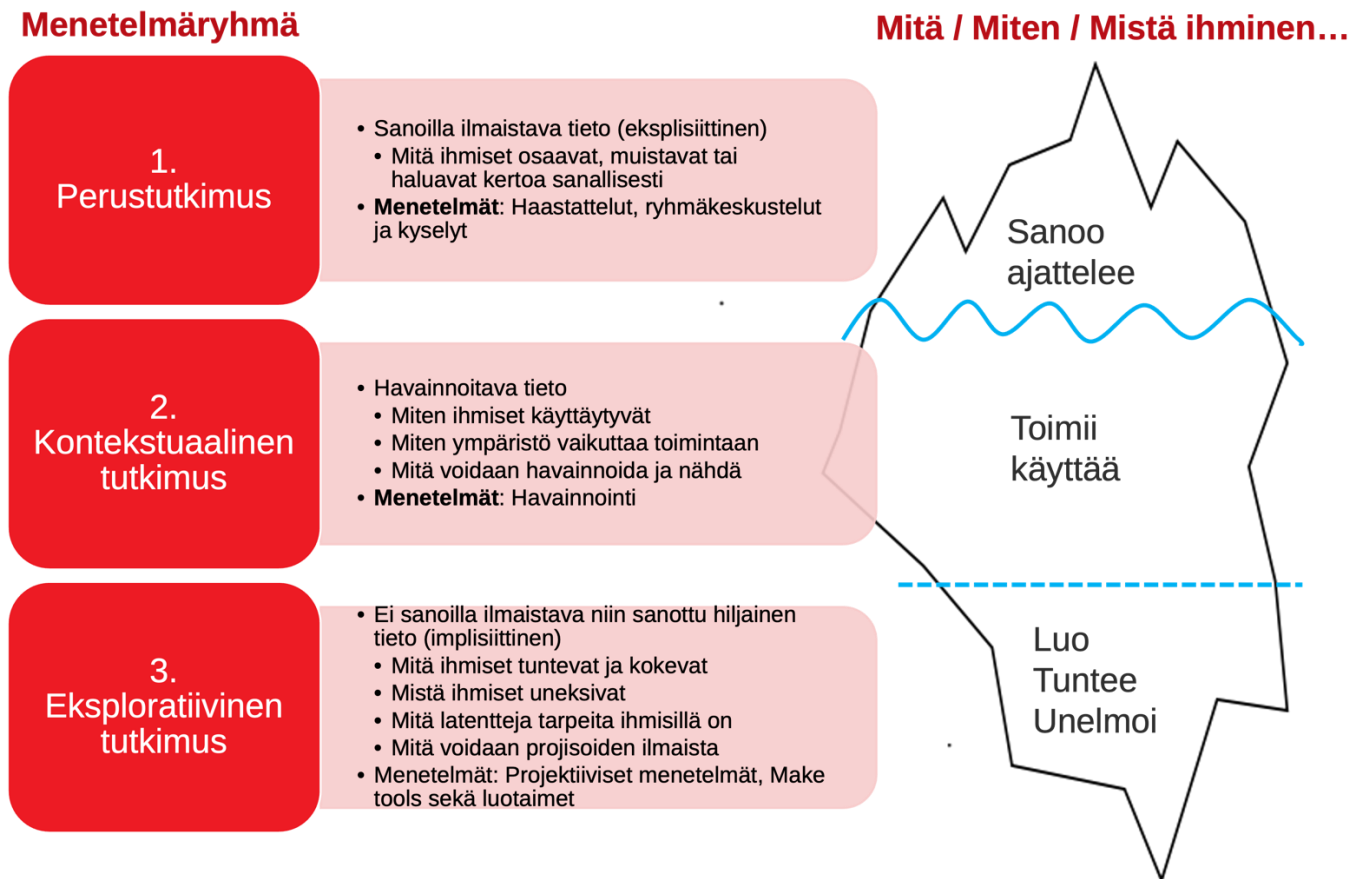 Menetelmäryhmä
Mitä / Miten / Mistä ihminen…
1.
Perustutkimus
• Sanoilla ilmaistava tieto (eksplisiittinen)
• Mitä ihmiset osaavat, muistavat tai
haluavat kertoa sanallisesti
• Menetelmät: Haastattelut, ryhmäkeskustelut
ja kyselyt
Sanoo
ajattelee
2.
Kontekstuaalinen
tutkimus
• Havainnoitava tieto
• Miten ihmiset käyttäytyvät
• Miten ympäristö vaikuttaa toimintaan
• Mitä voidaan havainnoida ja nähdä
• Menetelmät: Havainnointi
Toimii
käyttää
3.
Eksploratiivinen
tutkimus
• Ei sanoilla ilmaistava niin sanottu hiljainen
tieto (implisiittinen)
• Mitä ihmiset tuntevat ja kokevat
• Mistä ihmiset uneksivat
• Mitä latentteja tarpeita ihmisillä on
• Mitä voidaan projisoiden ilmaista
• Menetelmät: Projektiiviset menetelmät, Make
tools sekä luotaimet
Luo
Tuntee
Unelmoi